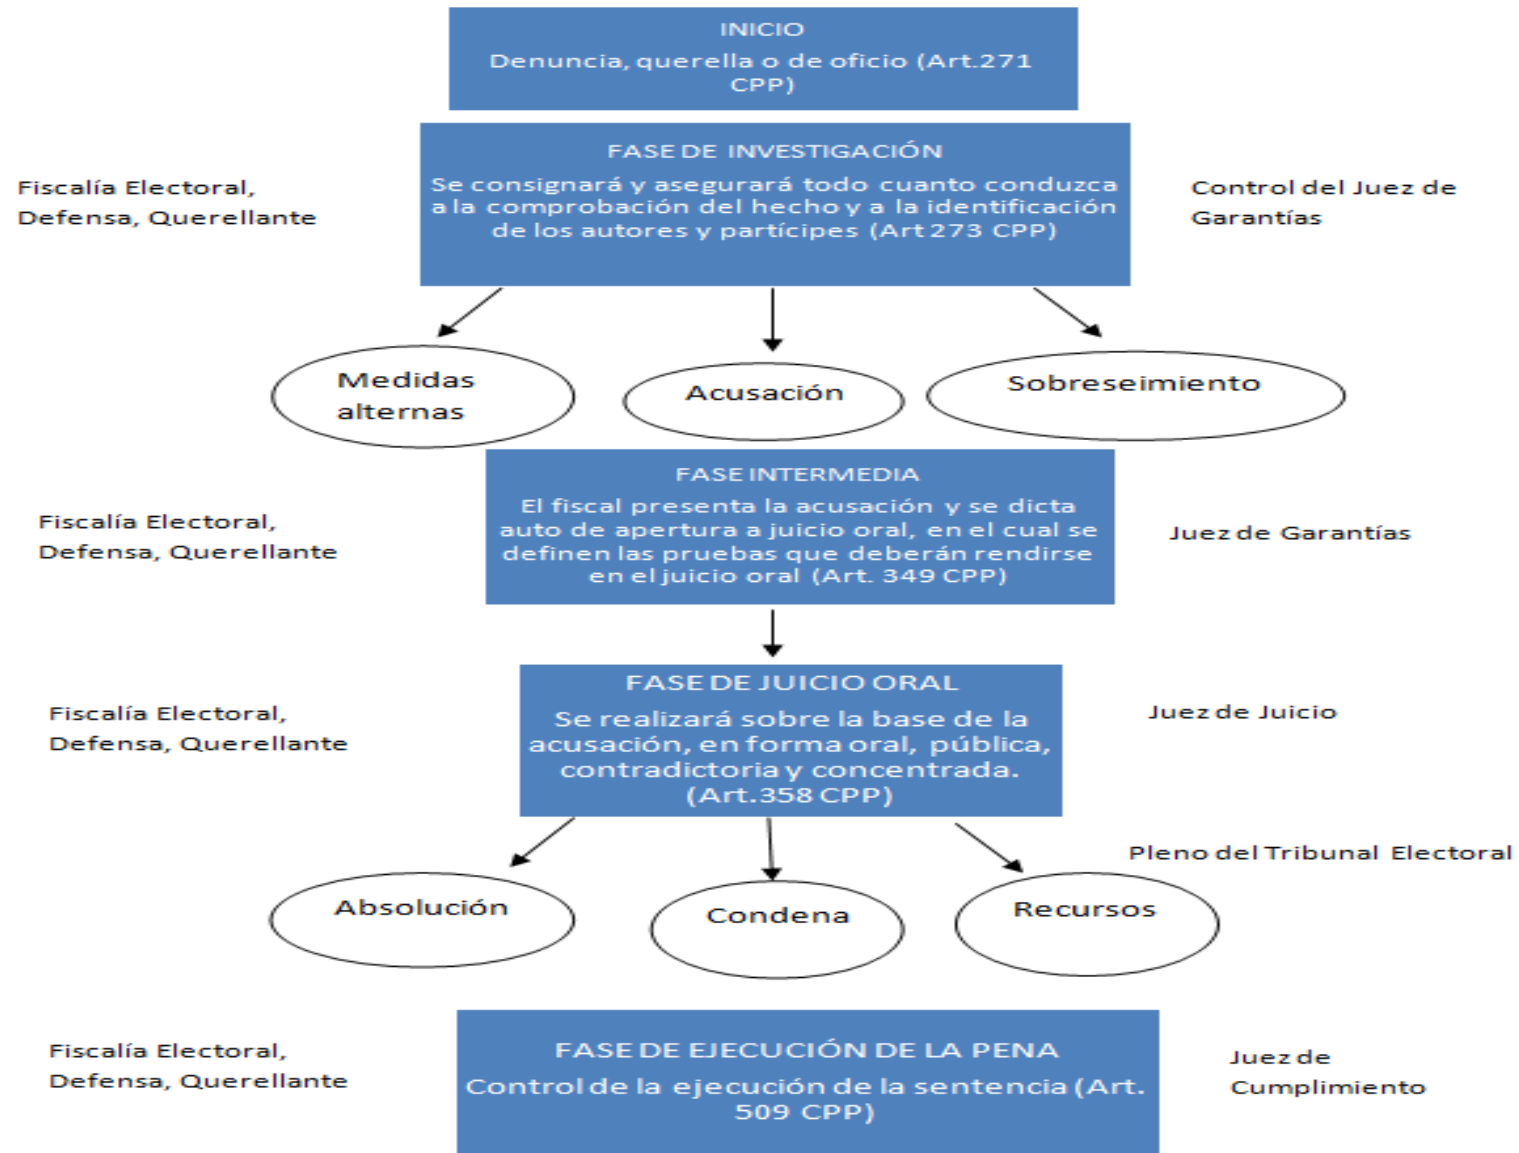 INICIO
Denuncia, querella o de oficio (Art.271
CPP)
FASE DE INVESTIGACIÓN
Se consignará y asegurará todo cuanto conduzca
a la comprobación del hecho y a la identificación
de los autores y partícipes (Art 273 CPP)
Fiscalía Electoral,
Defensa, Querellante
Control del Juez de
Garantías
Medidas
alternas
Acusación
Sobreseimiento
FASE INTERMEDIA
El fiscal presenta la acusación y se dicta
auto de apertura a juicio oral, en el cual se
definen las pruebas que deberán rendirse
en el juicio oral (Art. 349 CPP)
Fiscalía Electoral,
Defensa, Querellante
Juez de Garantías
FASE DE JUICIO ORAL
Se realizará sobre la base de la
acusación, en forma oral, pública,
contradictoria y concentrada.
(Art.358 CPP)
Fiscalía Electoral,
Defensa, Querellante
Juez de Juicio
Pleno del Tribunal Electoral
Absolución
Condena
Recursos
FASE DE EJECUCIÓN DE LA PENA
Control de la ejecución de la sentencia (Art.
509 CPP)
Fiscalía Electoral,
Defensa, Querellante
Juez de
Cumplimiento